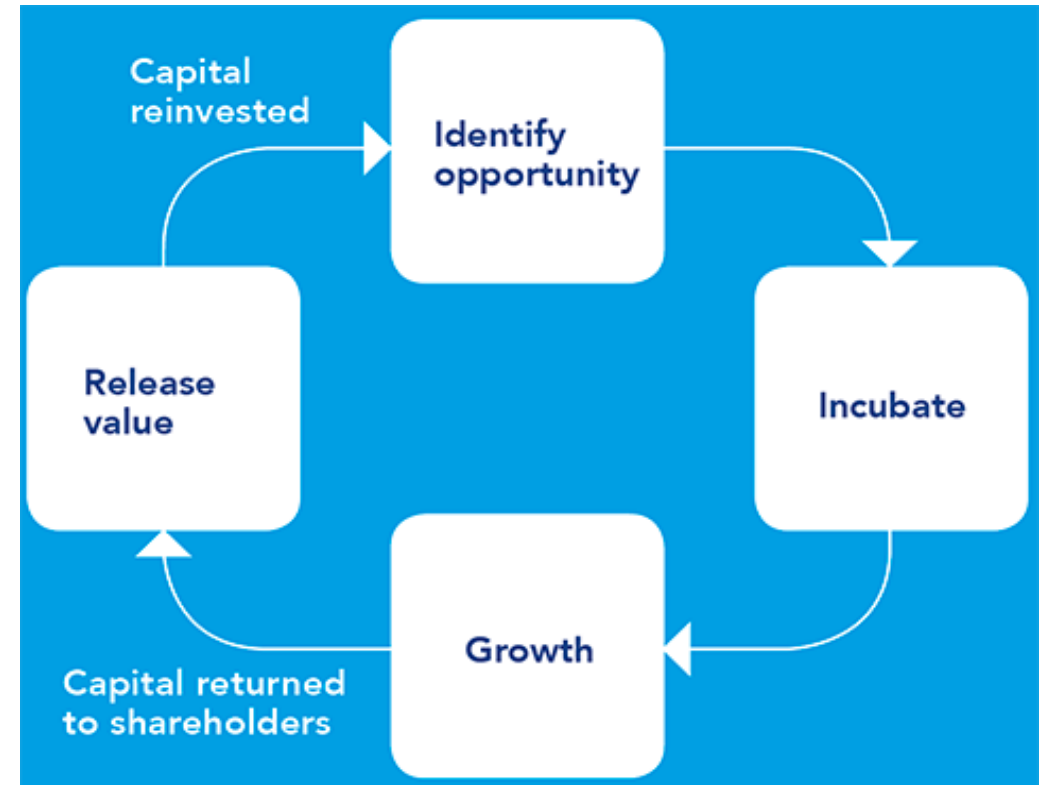 Capital
reinvested
Identify
opportunity
Release
value
Incubate
Growth
Capital returned
to shareholders